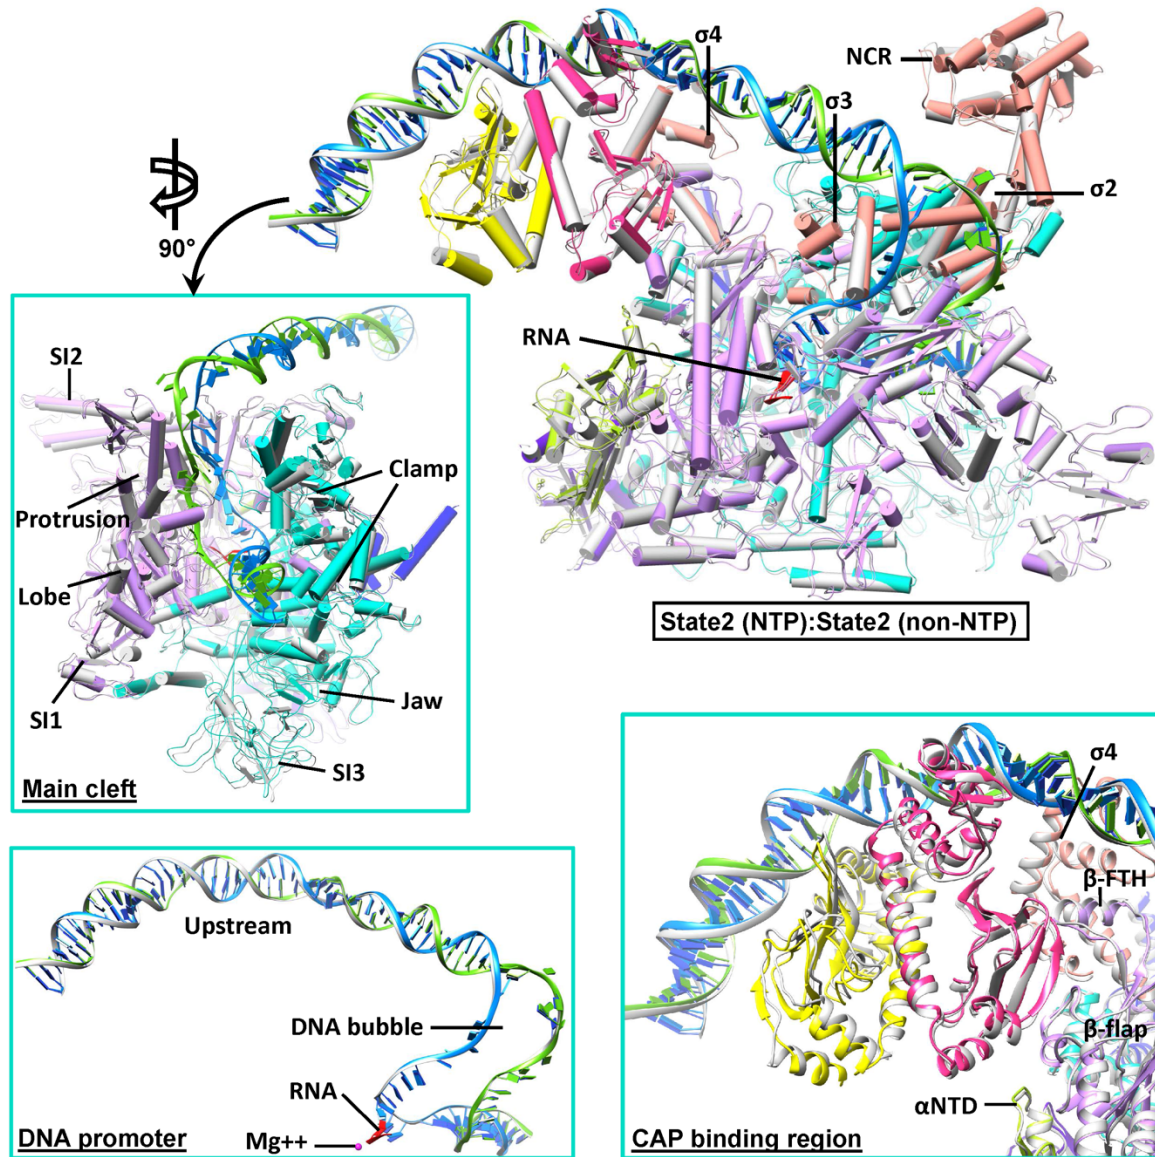 σ4
NCR
σ3
σ2
90°
RNA
State2 (NTP):State2 (non-NTP)
SI2
Clamp
Protrusion
Lobe
SI1
Jaw
SI3
Main cleft
Upstream
DNA bubble
RNA
Mg++
DNA promoter
σ4
β-FTH
β-flap
αNTD
CAP binding region